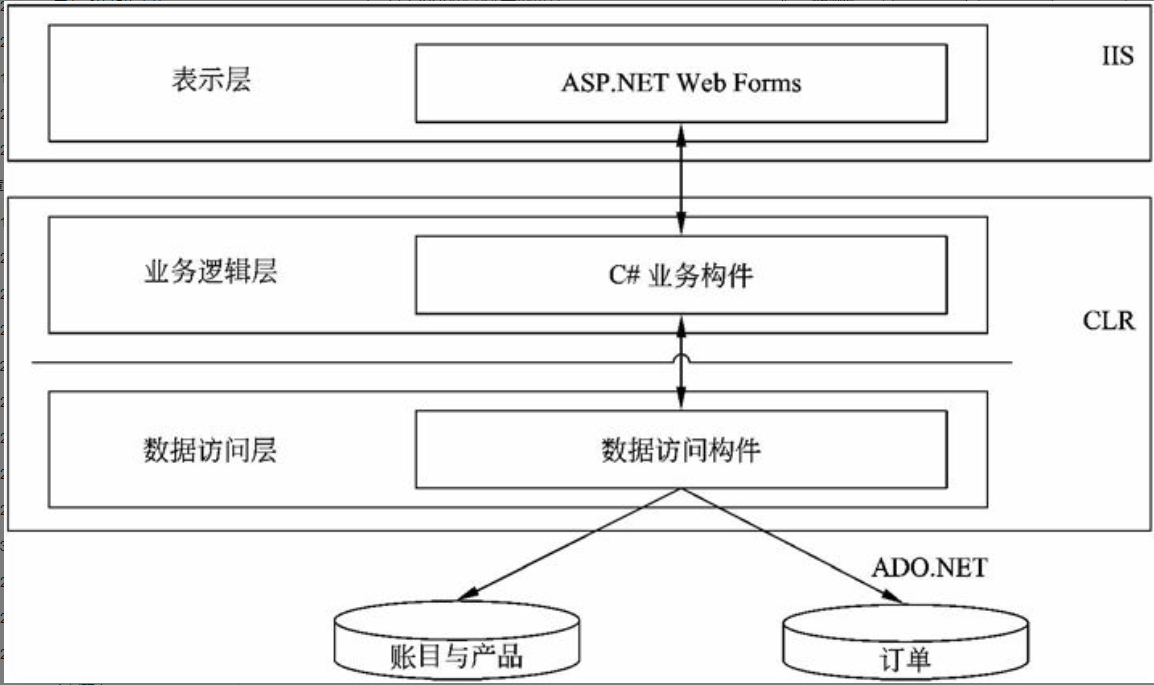 表示层
ASP.NET Web Forms
IIS
业务逻辑层
C# 业务构件
CLR
数据访问层
数据访问构件
ADO.NET
账目与产品
订单